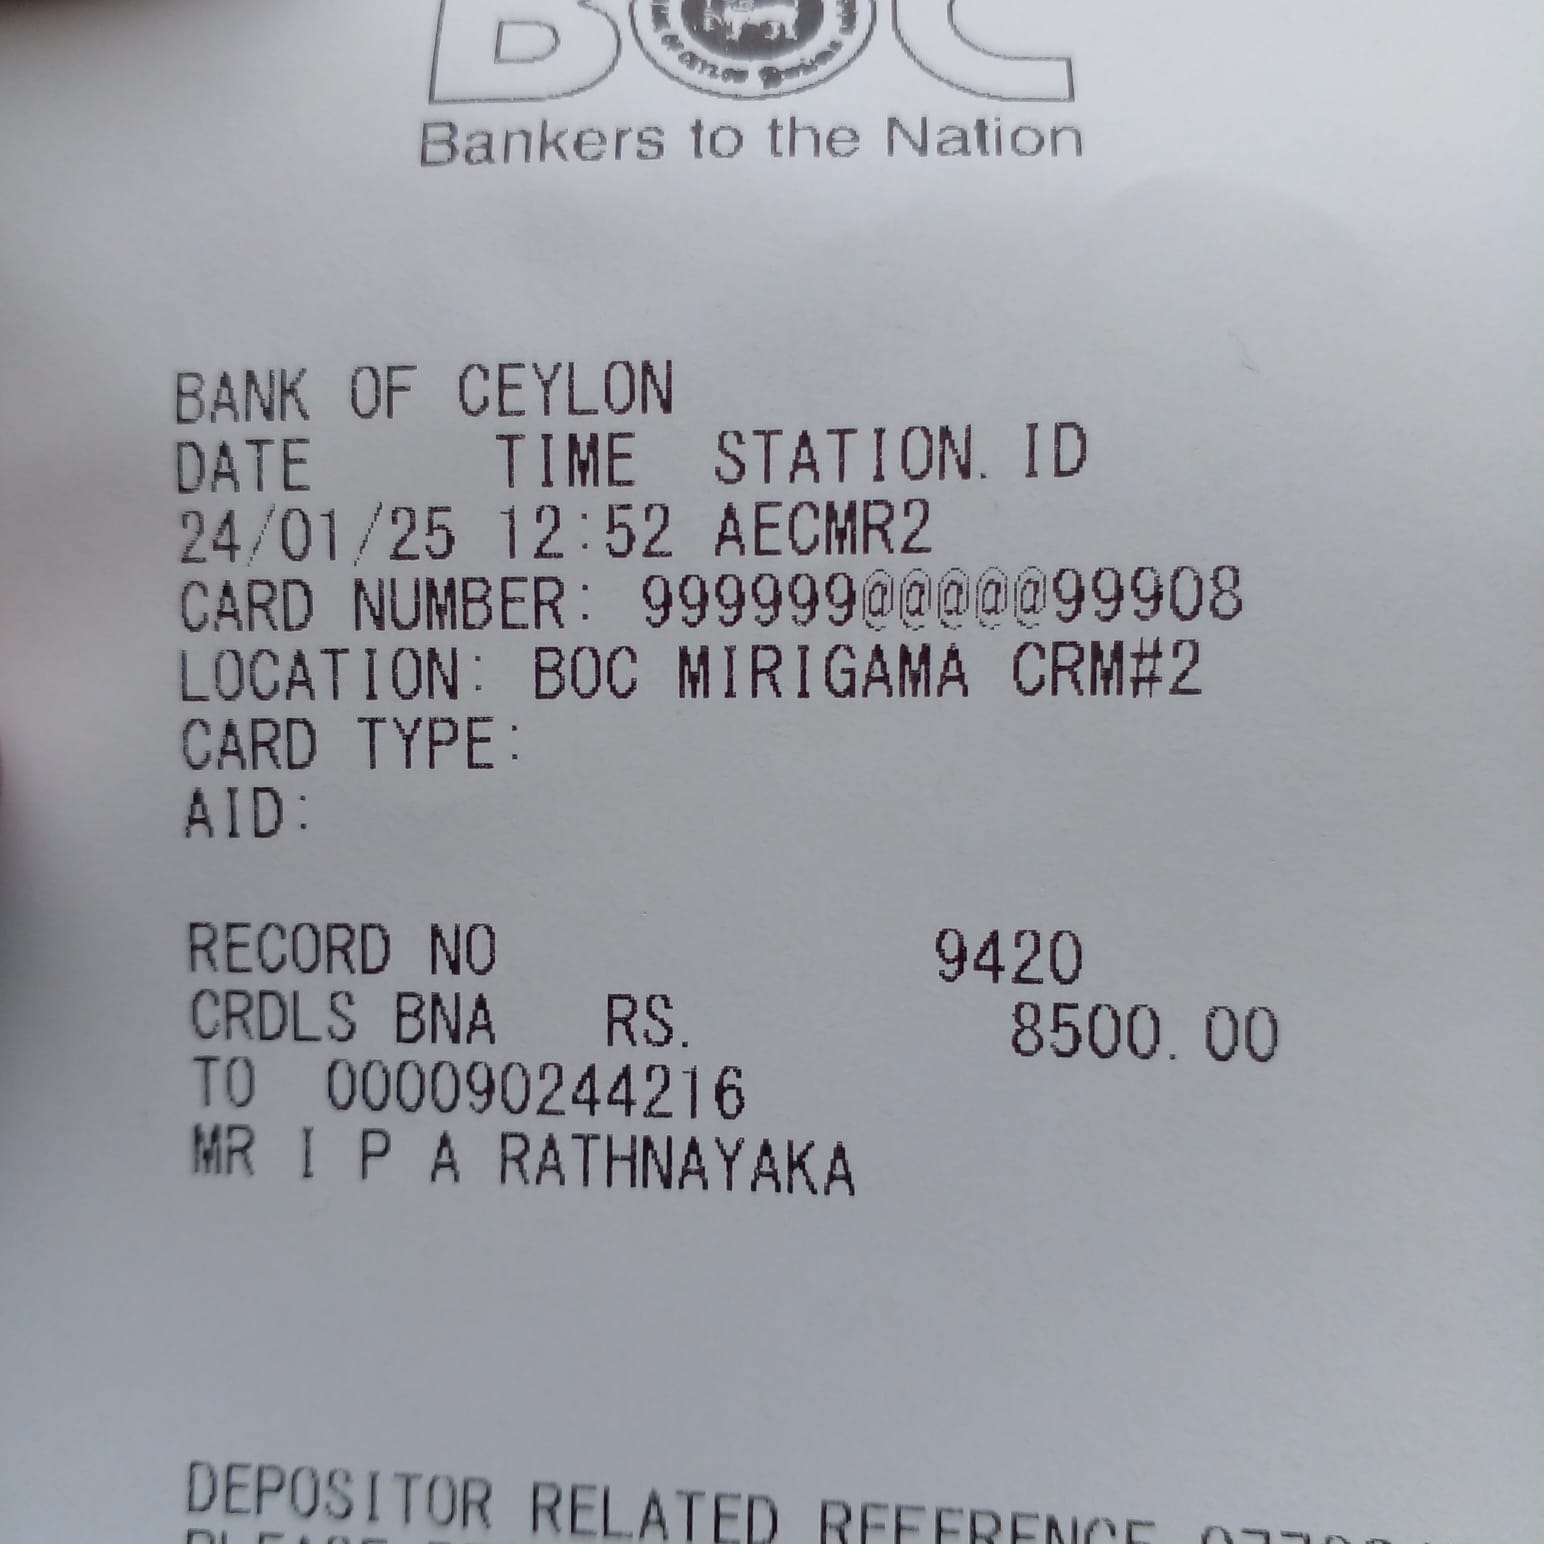 BOC
Bankers to the Nation
BANK OF CEYLON
DATE TIME STATION. ID
24/01/25 12:52 AECMR2
CARD NUMBER: 999999@@@@@99908
LOCATION: BOC MIRIGAMA CRM#2
CARD TYPE:
AID:
RECORD NO 9420
CRDLS BNA RS. 8500.00
TO 000090244216
MR I P A RATHNAYAKA
DEPOSITOR RELATED REFERENCE